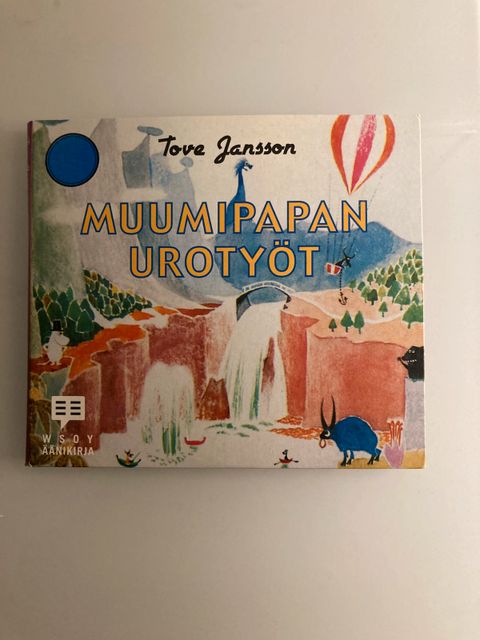 Tove Jansson
MUUMIPAPAN
UROTYÖT
WSOY
ÄÄNIKIRJA